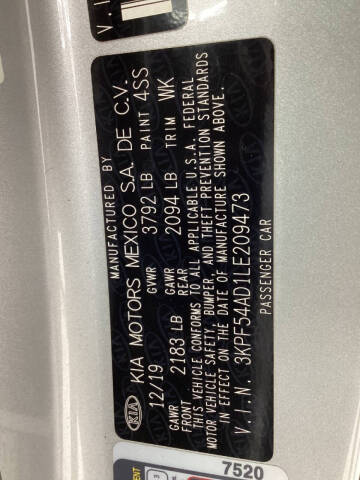 V.I
MANUFACTURED BY
KIA KIA MOTORS MEXICO S.A. DE C.V.
12/19 GVWR 3792 LB PAINT 4SS
GAWR FRONT 2183 LB GAWR REAR 2094 LB TRIM WK
THIS VEHICLE CONFORMS TO ALL APPLICABLE U.S.A. FEDERAL
MOTOR VEHICLE SAFETY, BUMPER, AND THEFT PREVENTION STANDARDS
IN EFFECT ON THE DATE OF MANUFACTURE SHOWN ABOVE.
V.I.N. 3KPF54AD1LE209473
PASSENGER CAR
7520